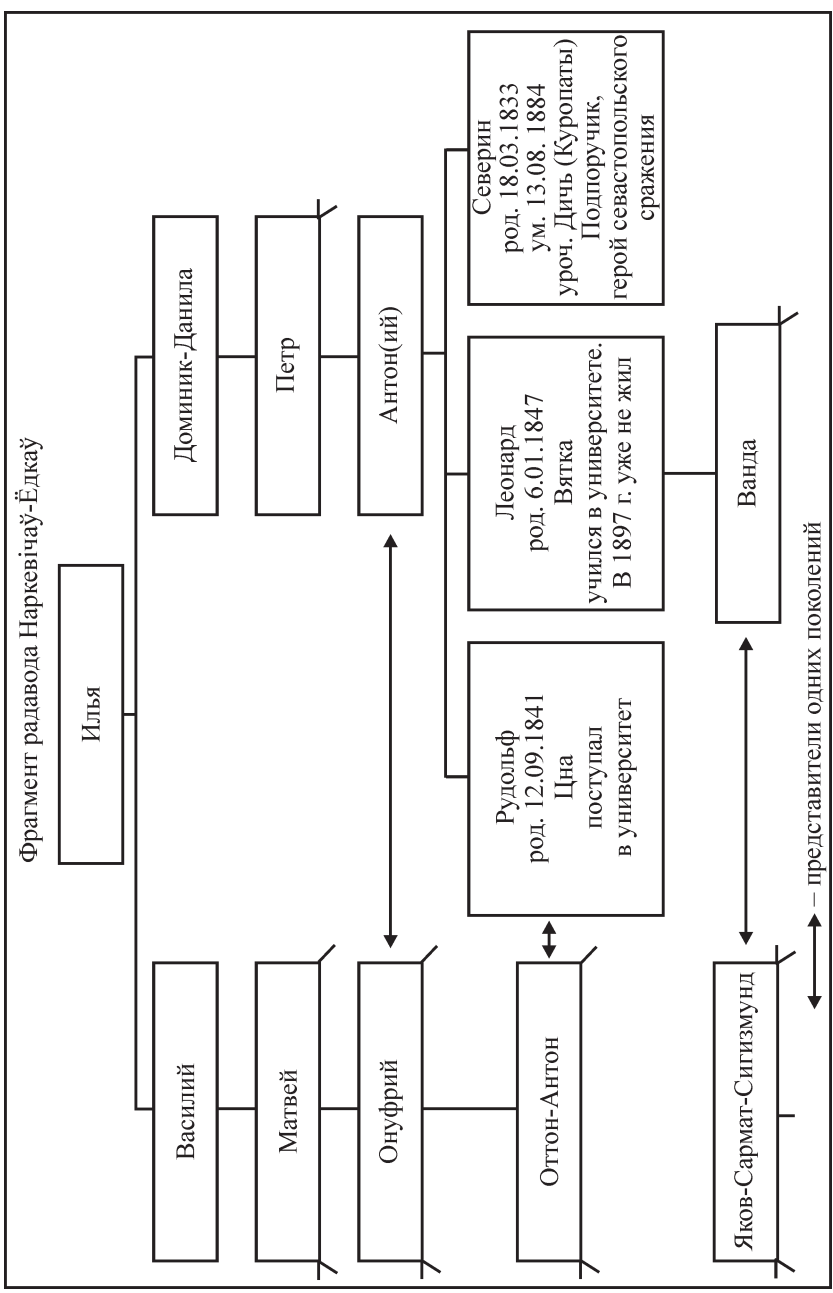 Фрагмент радавода Наркевічаў-Ёдкаў
Илья
Василий
Доминик-Данила
Матвей
Петр
Онуфрий
Антон(ий)
Оттон-Антон
Рудольф
род. 12.09.1841
Цна
поступал
в университет
Леонард
род. 6.01.1847
Вятка
учился в университете.
В 1897 г. уже не жил
Северин
род. 18.03.1833
ум. 13.08. 1884
уроч. Дичь (Куропаты)
Подпоручик,
герой севастопольского
сражения
Яков-Сармат-Сигизмунд
Ванда
– представители одних поколений